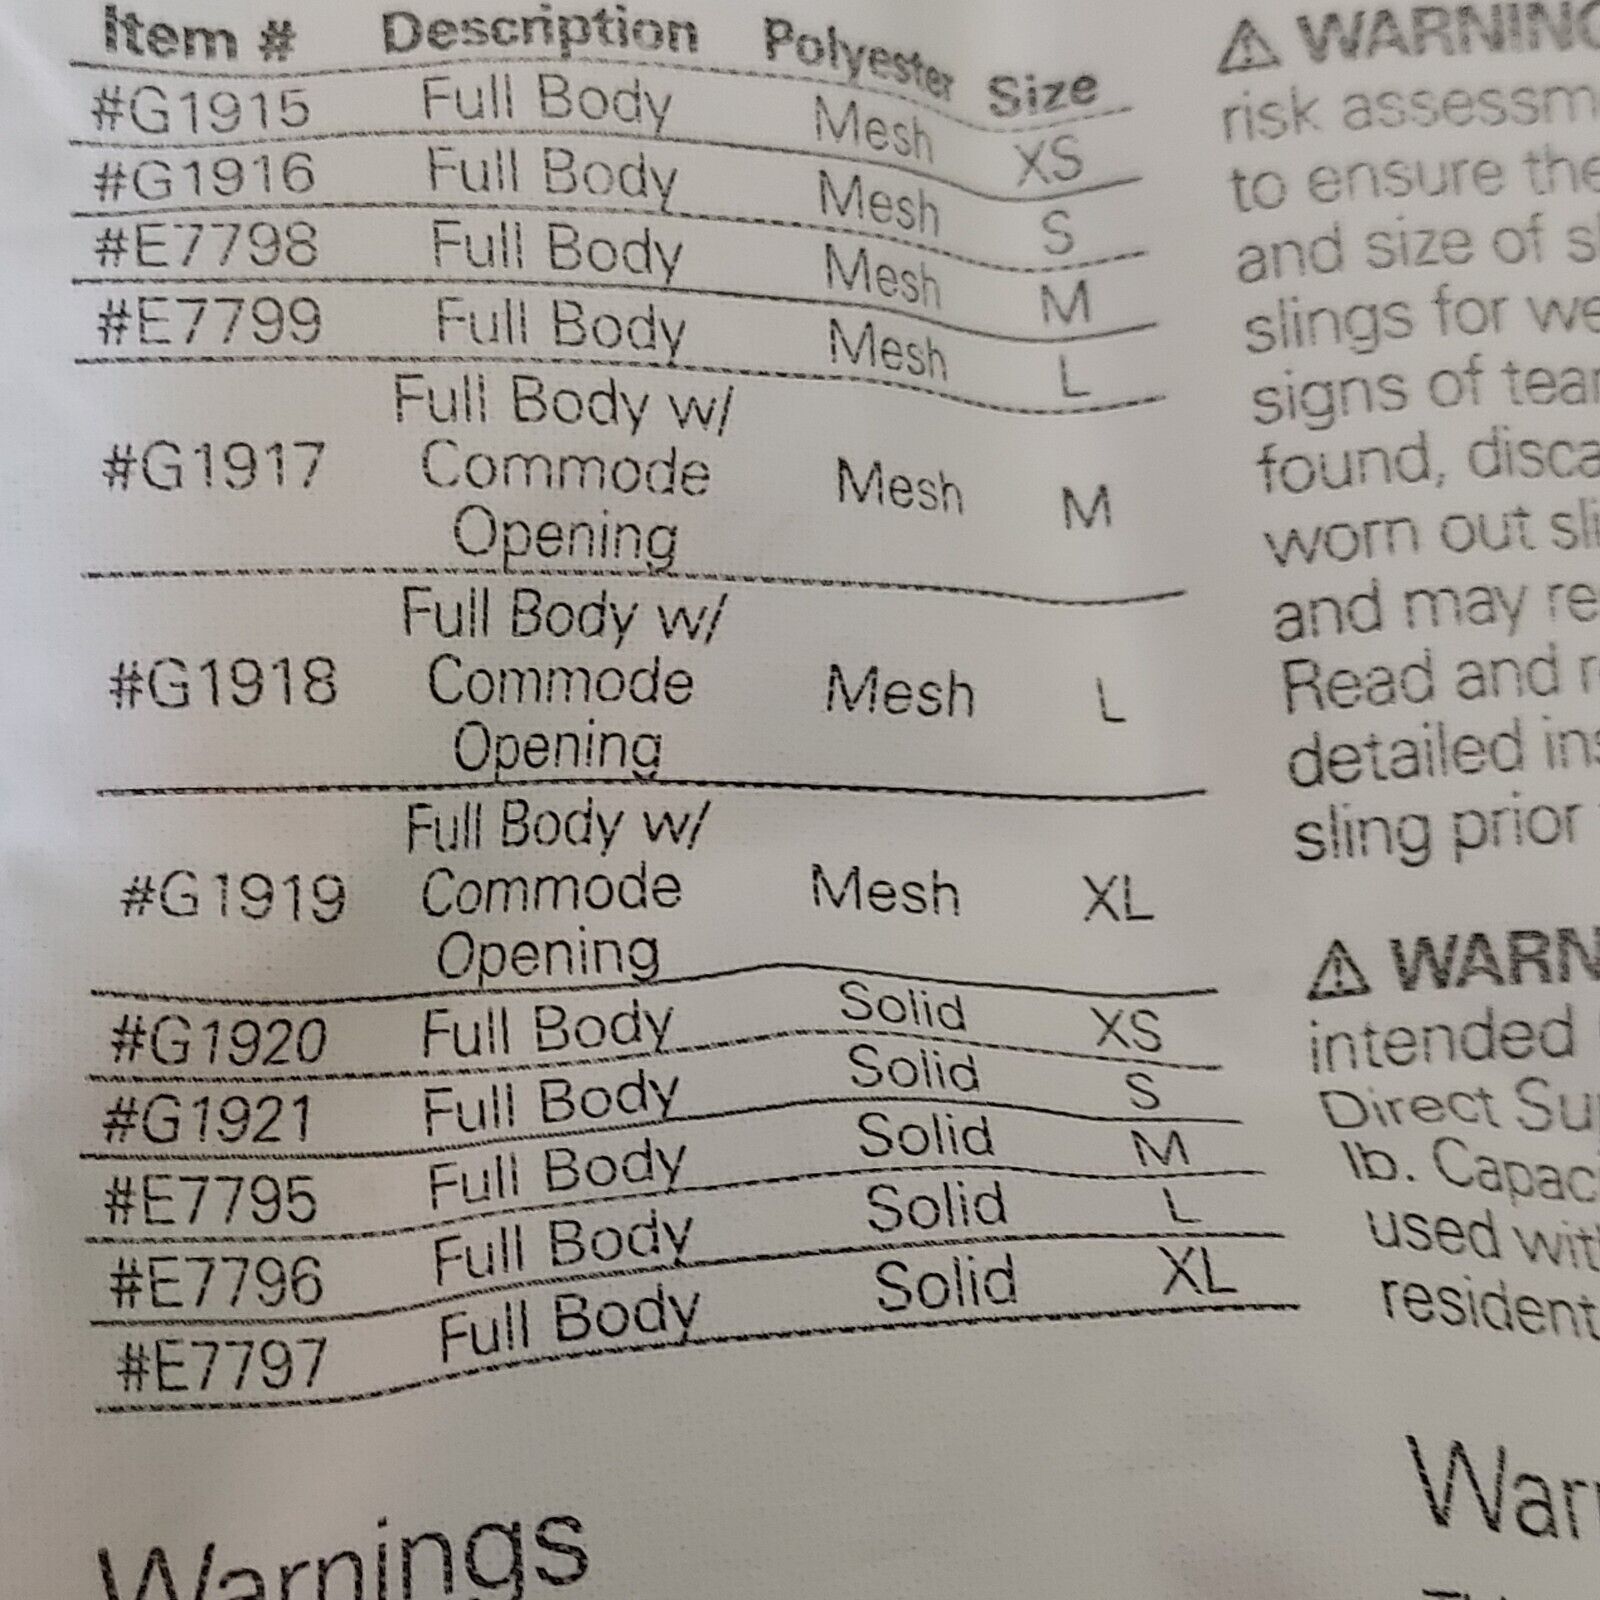 Item # Description Polyester Size
#G1915 Full Body Mesh XS
#G1916 Full Body Mesh S
#E7798 Full Body Mesh M
#E7799 Full Body Mesh L
Full Body w/
#G1917 Commode Mesh M
Opening
Full Body w/
#G1918 Commode Mesh L
Opening
Full Body w/
#G1919 Commode Mesh XL
Opening
#G1920 Full Body Solid XS
#G1921 Full Body Solid S
#E7795 Full Body Solid M
#E7796 Full Body Solid L
#E7797 Full Body Solid XL
Warnings
⚠ WARNING
risk assessm
to ensure the
and size of sl
slings for we
signs of tear
found, disca
worn out sli
and may re
Read and r
detailed ins
sling prior
⚠ WARN
intended
Direct Su
lb. Capac
used wit
resident
Warn